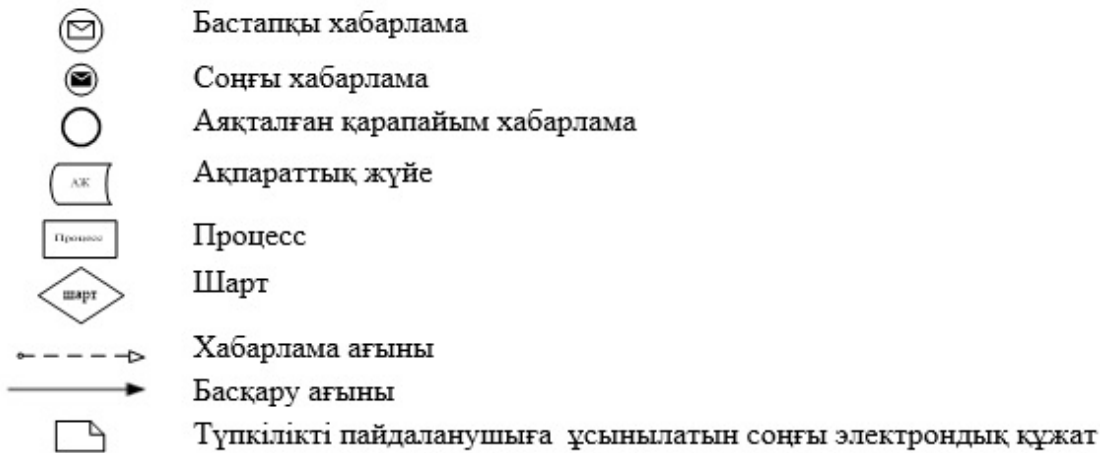 Бастапқы хабарлама
Соңғы хабарлама
Аяқталған қарапайым хабарлама
АЖ Ақпараттық жүйе
Процесс Процесс
шарт Шарт
Хабарлама ағыны
Басқару ағыны
Түпкілікті пайдаланушыға ұсынылатын соңғы электрондық құжат